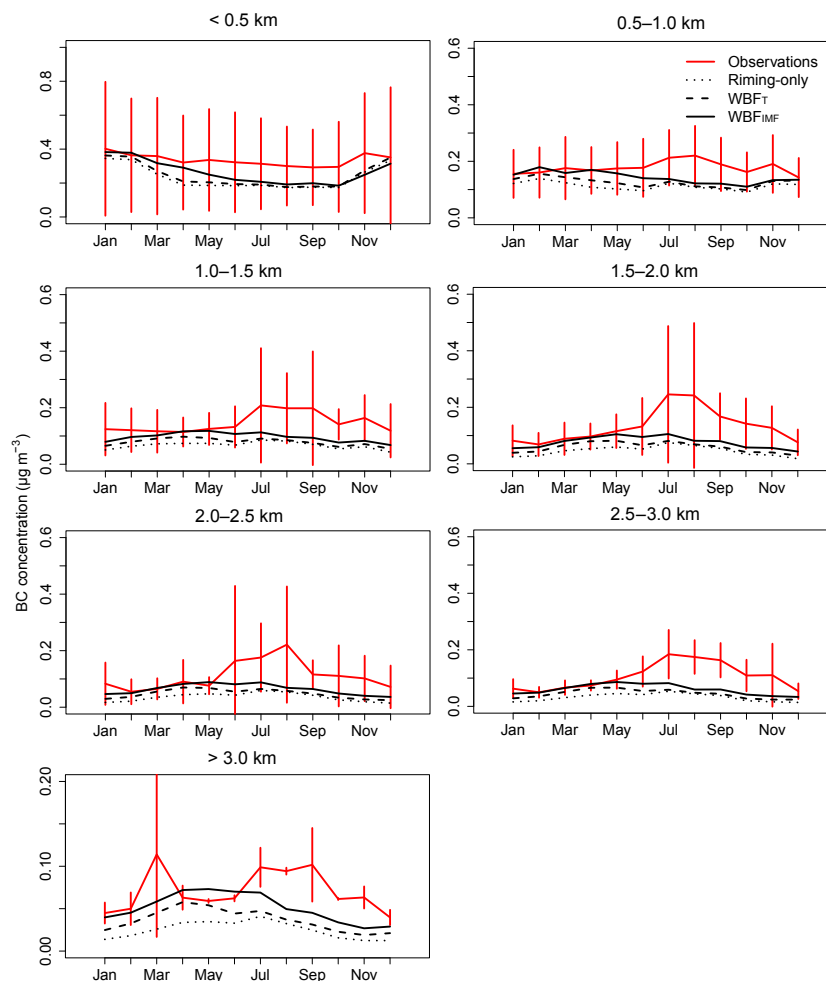 < 0.5 km
0.0 0.4 0.8
Jan Mar May Jul Sep Nov
0.5–1.0 km
0.0 0.2 0.4 0.6
Observations
Riming-only
WBFT
WBFIMF
Jan Mar May Jul Sep Nov
1.0–1.5 km
0.0 0.2 0.4 0.6
Jan Mar May Jul Sep Nov
1.5–2.0 km
0.0 0.2 0.4 0.6
Jan Mar May Jul Sep Nov
BC concentration (µg m−3)
2.0–2.5 km
0.0 0.2 0.4 0.6
Jan Mar May Jul Sep Nov
2.5–3.0 km
0.0 0.2 0.4 0.6
Jan Mar May Jul Sep Nov
> 3.0 km
0.00 0.10 0.20
Jan Mar May Jul Sep Nov